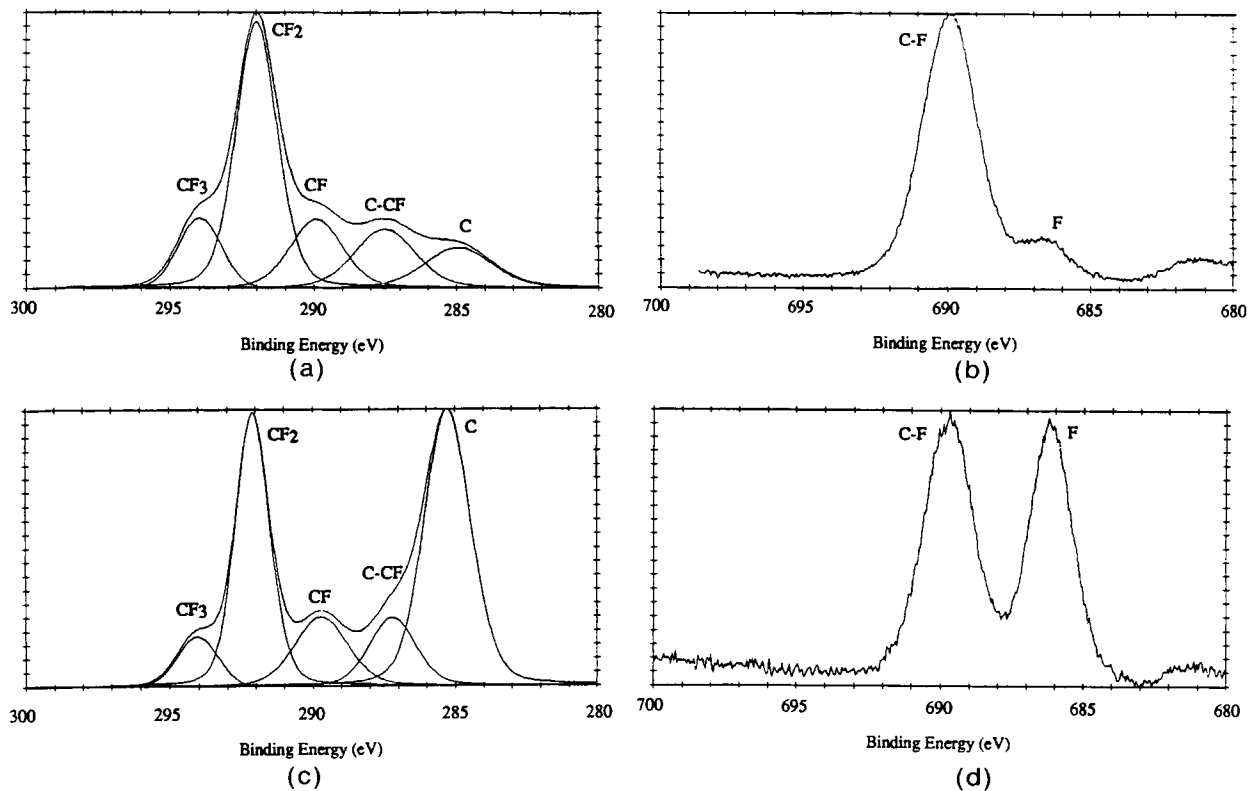 CF2
CF3
CF
C-CF
C
300
295
290
285
280
Binding Energy (eV)
(a)
C-F
F
700
695
690
685
680
Binding Energy (eV)
(b)
CF2
C
C-CF
CF3
CF
300
295
290
285
280
Binding Energy (eV)
(c)
C-F
F
700
695
690
685
680
Binding Energy (eV)
(d)